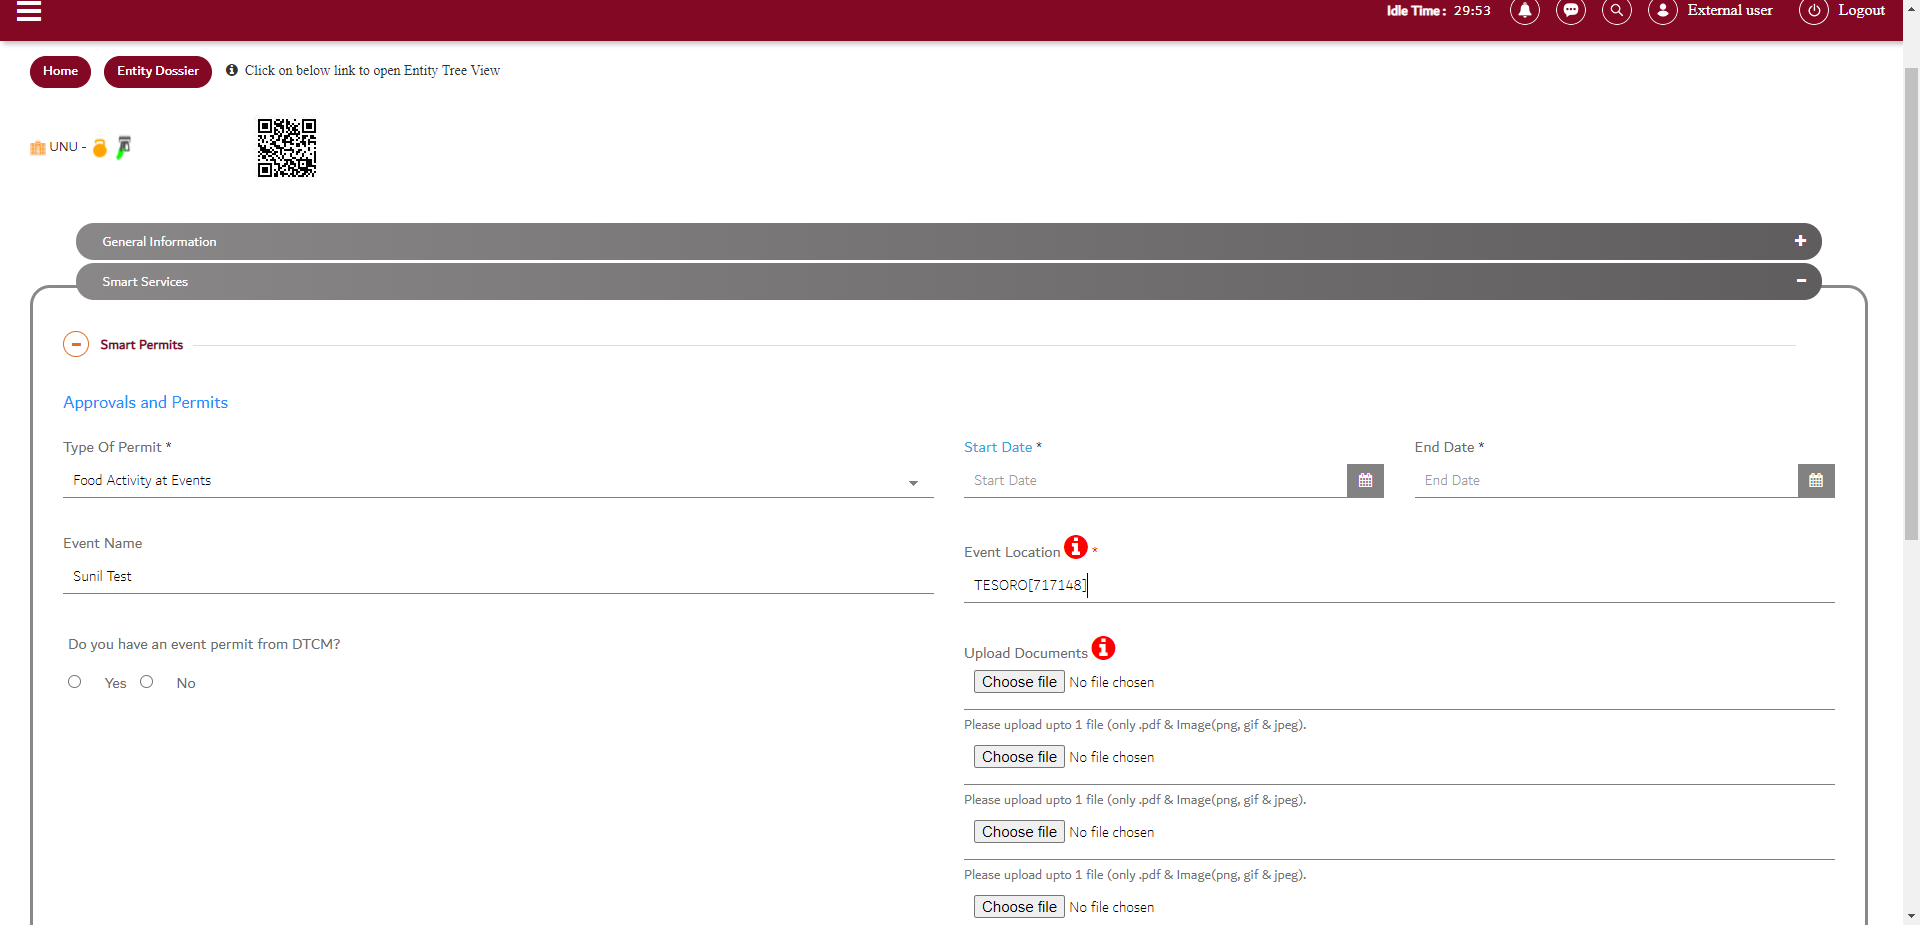 Idle Time : 29:53
External user
Logout
Home
Entity Dossier
Click on below link to open Entity Tree View
UNU -
General Information
Smart Services
Smart Permits
Approvals and Permits
Type Of Permit *
Food Activity at Events
Start Date *
Start Date
End Date *
End Date
Event Name
Sunil Test
Event Location *
TESORO[717148]
Do you have an event permit from DTCM?
Yes No
Upload Documents
Choose file No file chosen
Please upload upto 1 file (only .pdf & Image(png, gif & jpeg).
Choose file No file chosen
Please upload upto 1 file (only .pdf & Image(png, gif & jpeg).
Choose file No file chosen
Please upload upto 1 file (only .pdf & Image(png, gif & jpeg).
Choose file No file chosen